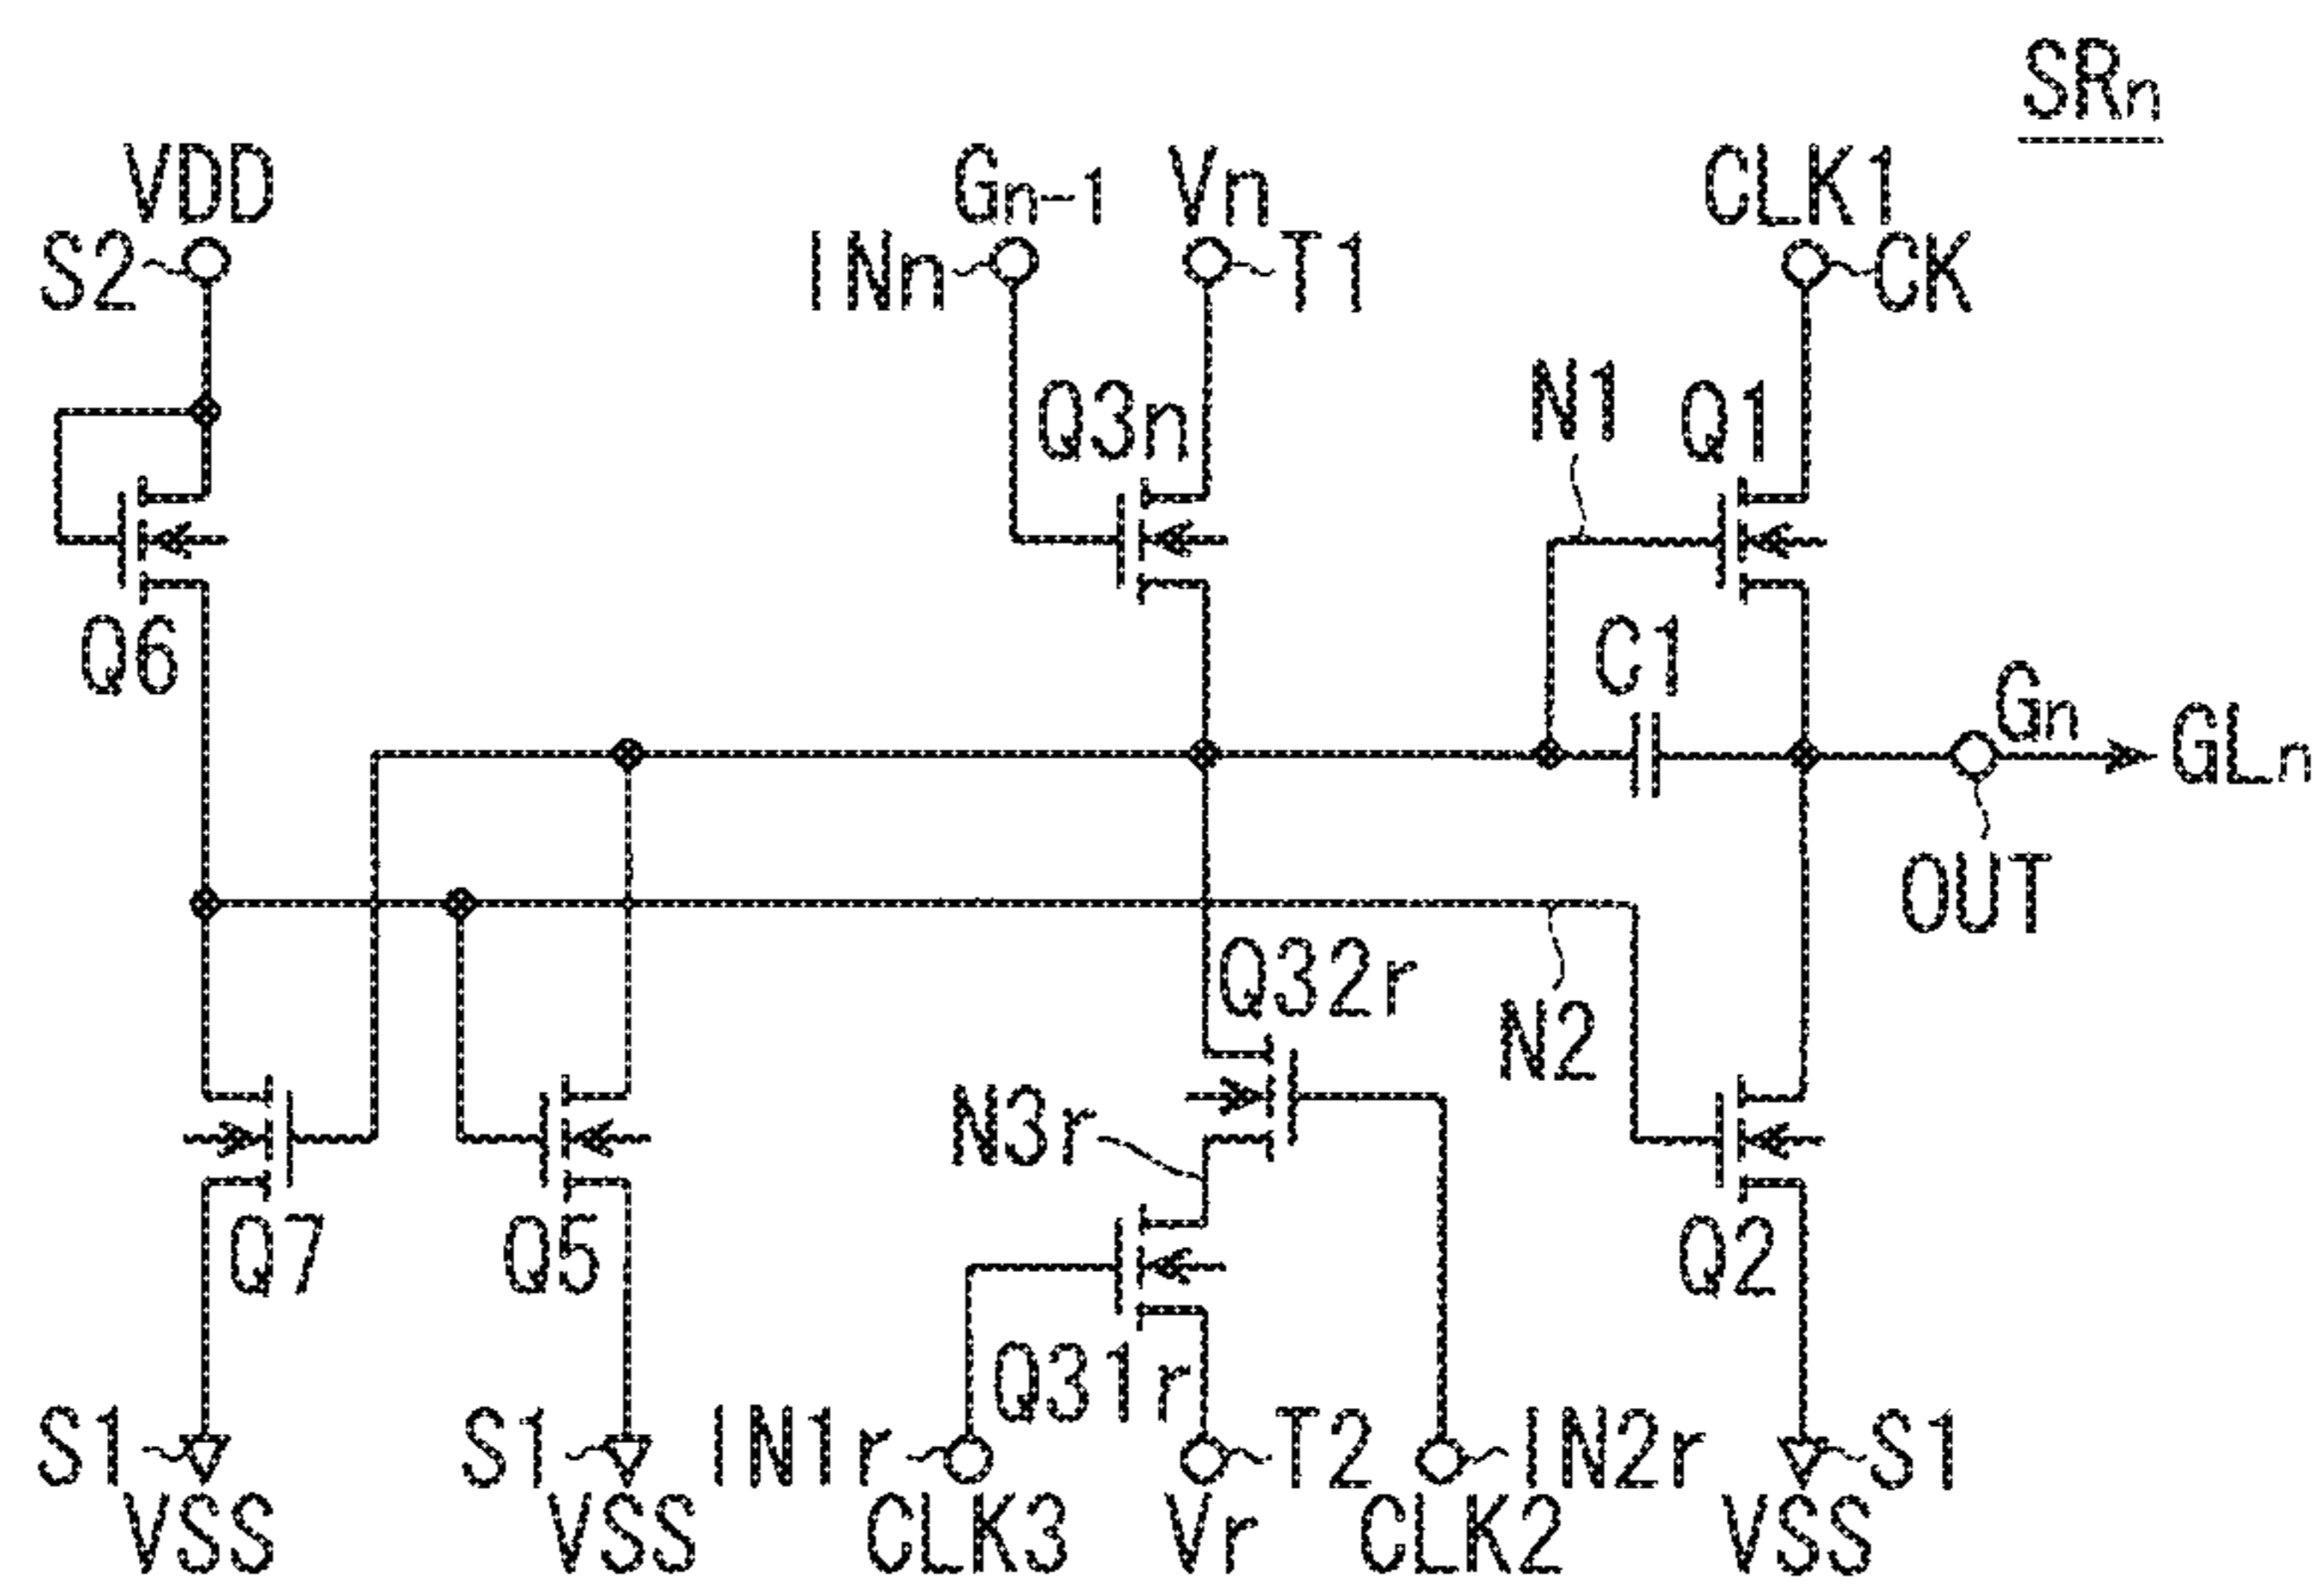 SRn
VDD
Gn-1
Vn
CLK1
S2
INn
T1
CK
Q3n
N1
Q1
Q6
C1
Gn
GLn
OUT
Q32r
N2
N3r
Q7
Q5
Q2
Q31r
S1
S1
IN1r
T2
IN2r
S1
VSS
VSS
CLK3
Vr
CLK2
VSS